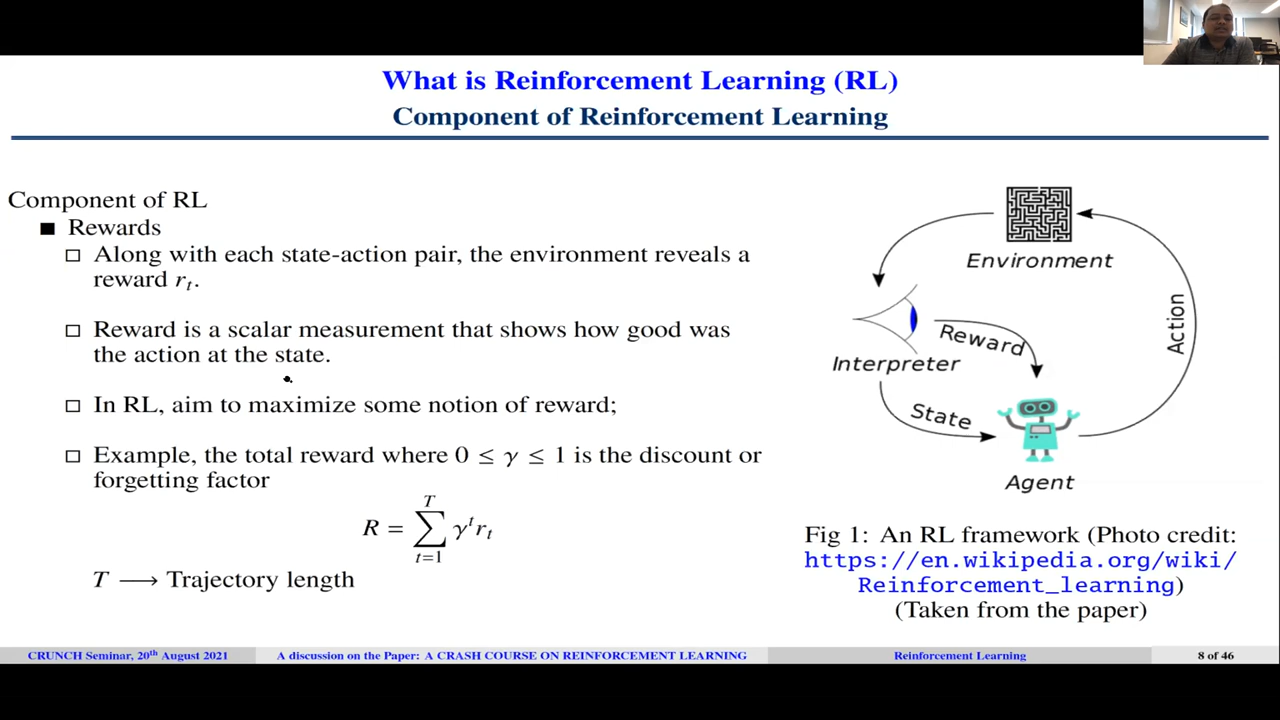 What is Reinforcement Learning (RL)
Component of Reinforcement Learning
Component of RL
Rewards
Along with each state-action pair, the environment reveals a
reward rₜ.
Reward is a scalar measurement that shows how good was
the action at the state.
In RL, aim to maximize some notion of reward;
Example, the total reward where 0 ≤ γ ≤ 1 is the discount or
forgetting factor
R = ∑_{t=1}^{T} γᵗrₜ
T ⟶ Trajectory length
Environment
Action
Reward
Interpreter
State
Agent
Fig 1: An RL framework (Photo credit:
https://en.wikipedia.org/wiki/
Reinforcement_learning)
(Taken from the paper)
CRUNCH Seminar, 20th August 2021
A discussion on the Paper: A CRASH COURSE ON REINFORCEMENT LEARNING
Reinforcement Learning
8 of 46